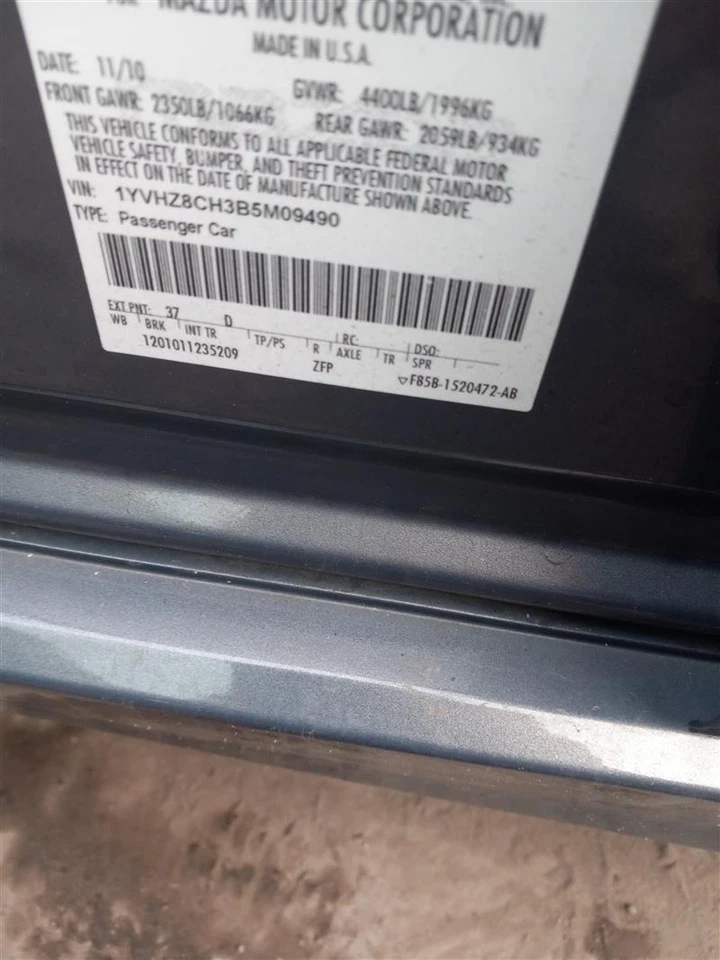 MAZDA MOTOR CORPORATION
MADE IN U.S.A.
DATE: 11/10 GVWR: 4400LB/1996KG
FRONT GAWR: 2350LB/1066KG REAR GAWR: 2059LB/934KG
THIS VEHICLE CONFORMS TO ALL APPLICABLE FEDERAL MOTOR
VEHICLE SAFETY, BUMPER, AND THEFT PREVENTION STANDARDS
IN EFFECT ON THE DATE OF MANUFACTURE SHOWN ABOVE.
VIN: 1YVHZ8CH3B5M09490
TYPE: Passenger Car
EXT PNT: 37 D RC: DSO:
WB BRK INT TR TP/PS R AXLE TR SPR
1201011235209 ZFP ▽F85B-1520472-AB